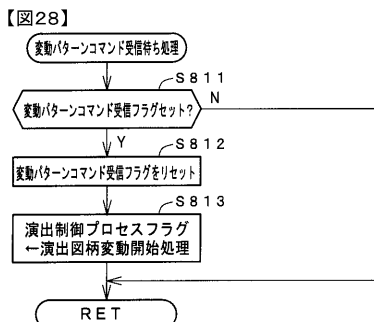 【図28】
変動パターンコマンド受信待ち処理
S811
変動パターンコマンド受信フラグセット?
N
Y
S812
変動パターンコマンド受信フラグをリセット
S813
演出制御プロセスフラグ
←演出図柄変動開始処理
RET